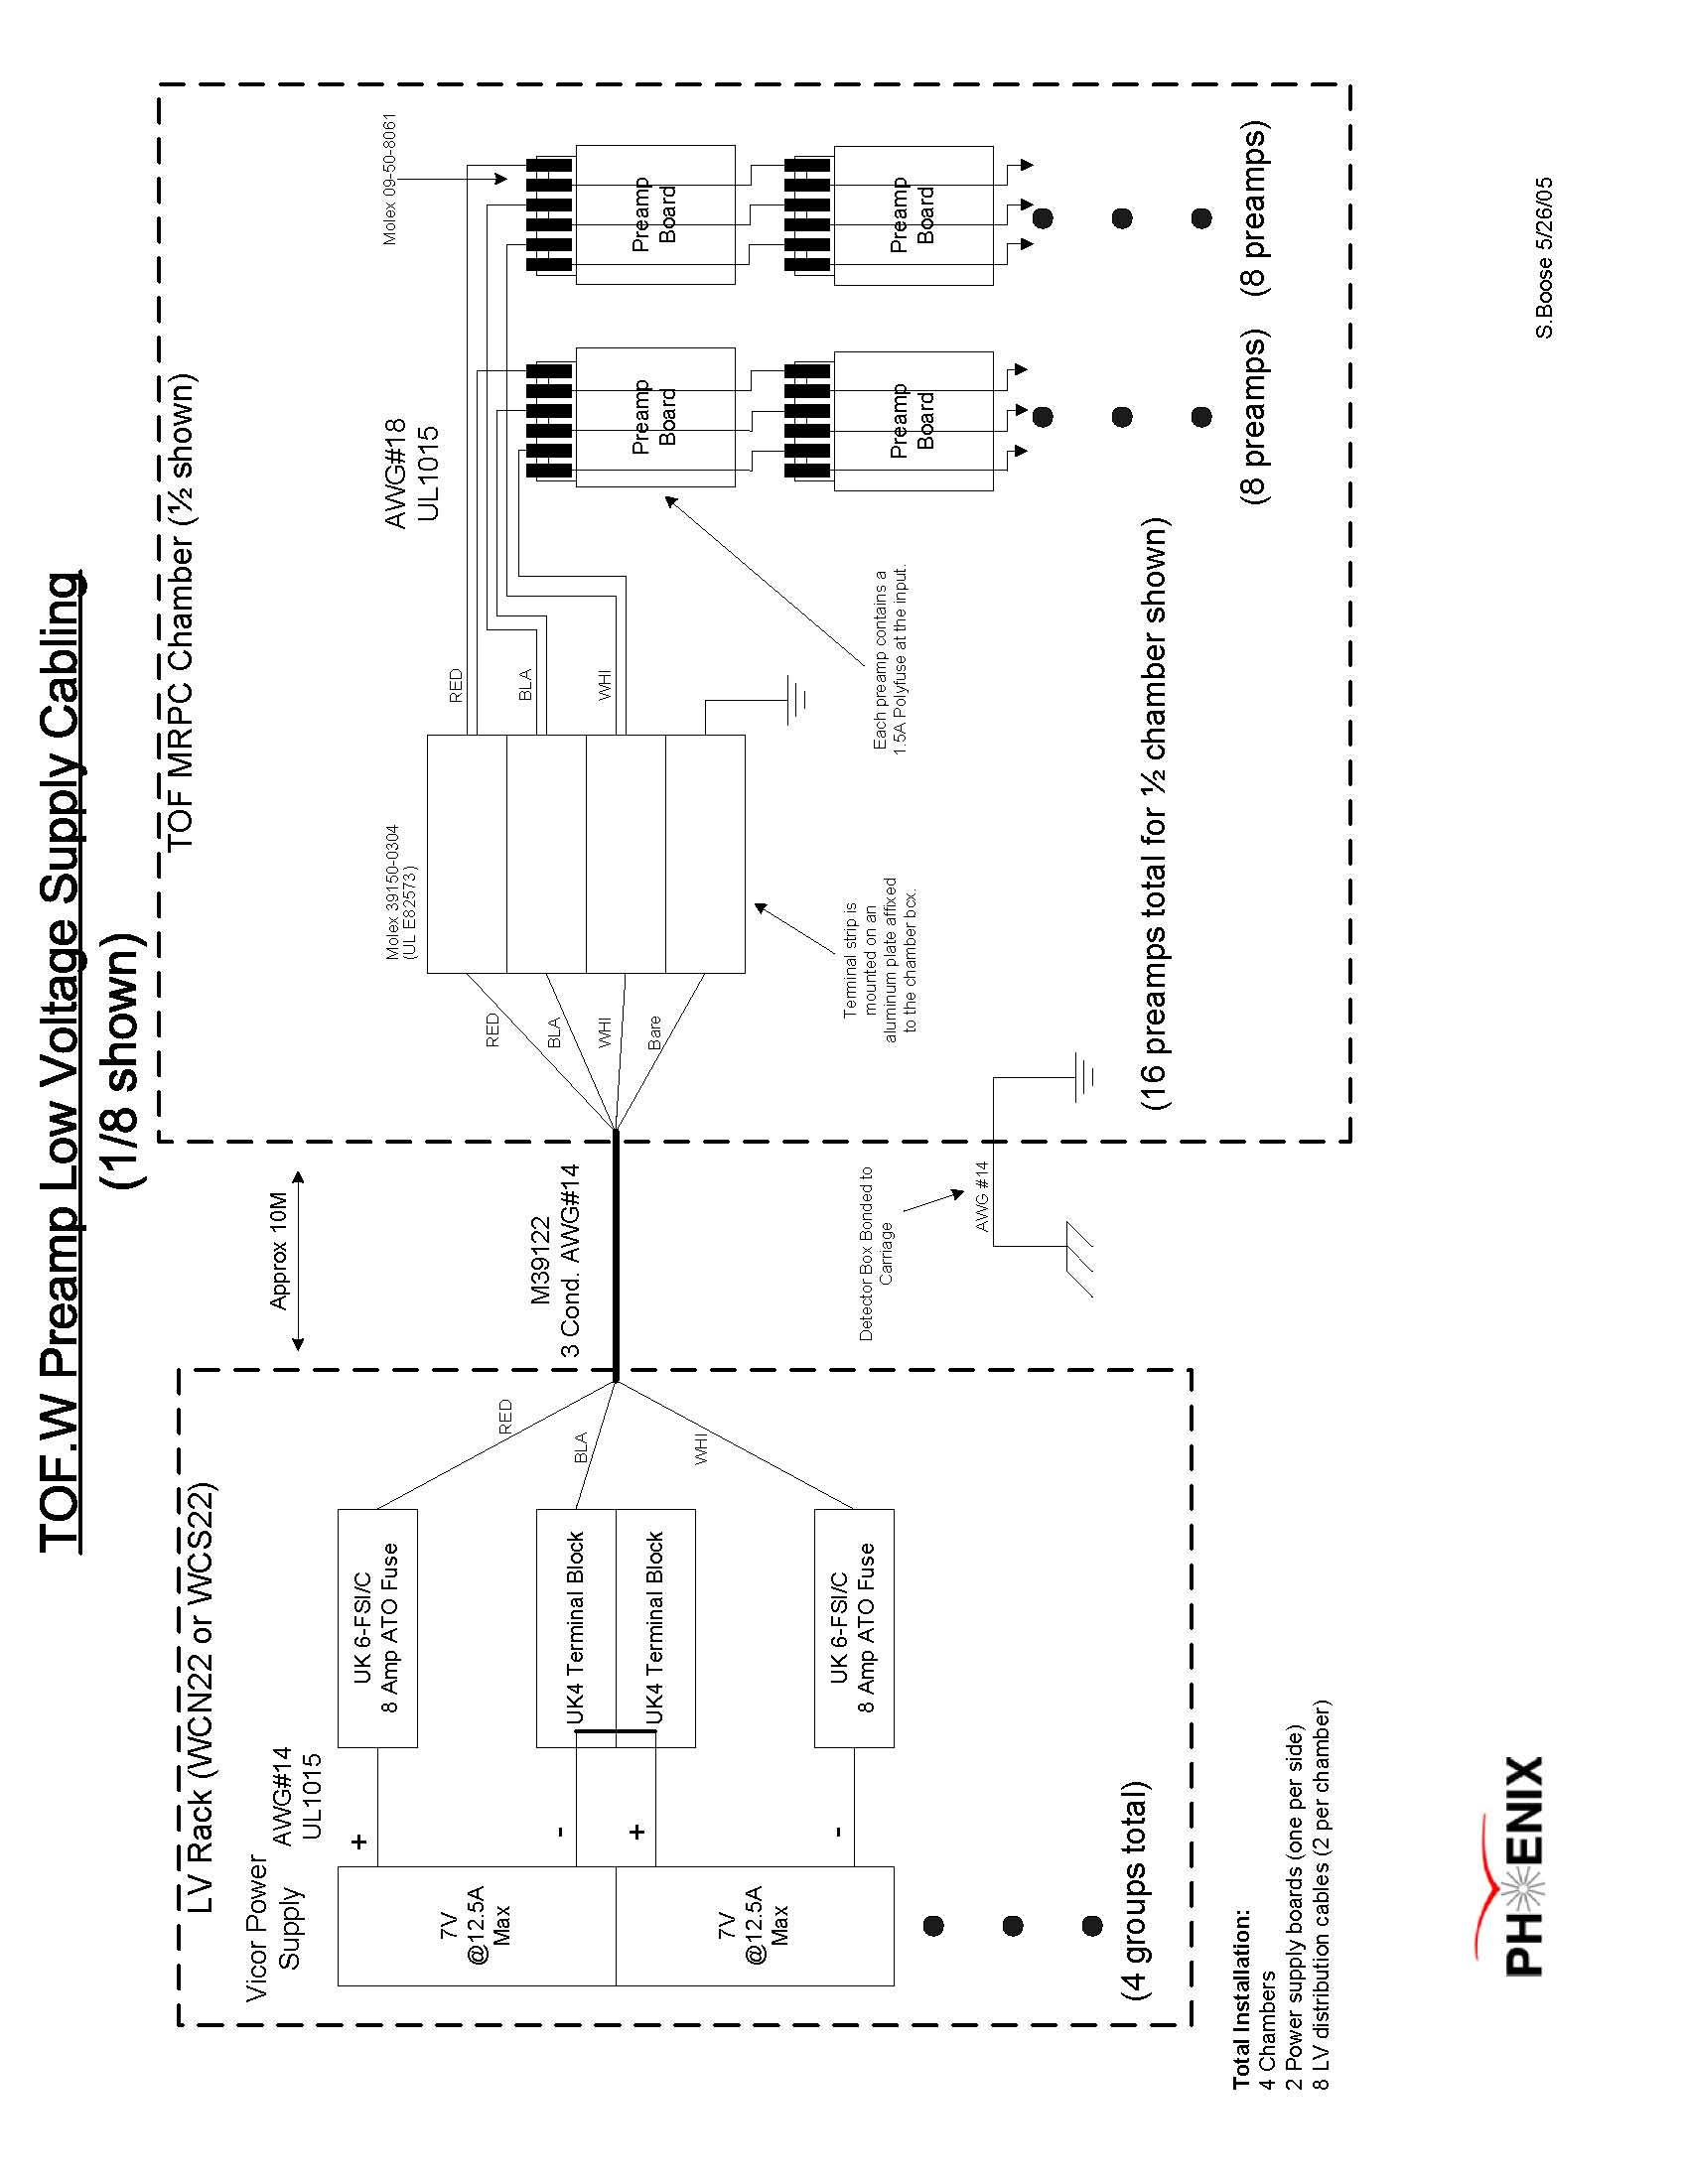 TOF.W Preamp Low Voltage Supply Cabling
(1/8 shown)
LV Rack (WCN22 or WCS22)
Vicor Power
Supply
AWG#14
UL1015
7V
@12.5A
Max
7V
@12.5A
Max
+
-
+
-
UK 6-FSI/C
8 Amp ATO Fuse
UK4 Terminal Block
UK4 Terminal Block
UK 6-FSI/C
8 Amp ATO Fuse
RED
BLA
WHI
(4 groups total)
Approx 10M
M39122
3 Cond. AWG#14
Detector Box Bonded to
Carriage
AWG #14
TOF MRPC Chamber (½ shown)
RED
BLA
WHI
Bare
Molex 39150-0304
(UL E82573)
Terminal strip is
mounted on an
aluminum plate affixed
to the chamber box.
RED
BLA
WHI
AWG#18
UL1015
Molex 09-50-8061
Preamp
Board
Preamp
Board
Preamp
Board
Preamp
Board
Each preamp contains a
1.5A Polyfuse at the input.
(16 preamps total for ½ chamber shown)
(8 preamps)
(8 preamps)
Total Installation:
4 Chambers
2 Power supply boards (one per side)
8 LV distribution cables (2 per chamber)
PHENIX
S.Boose 5/26/05